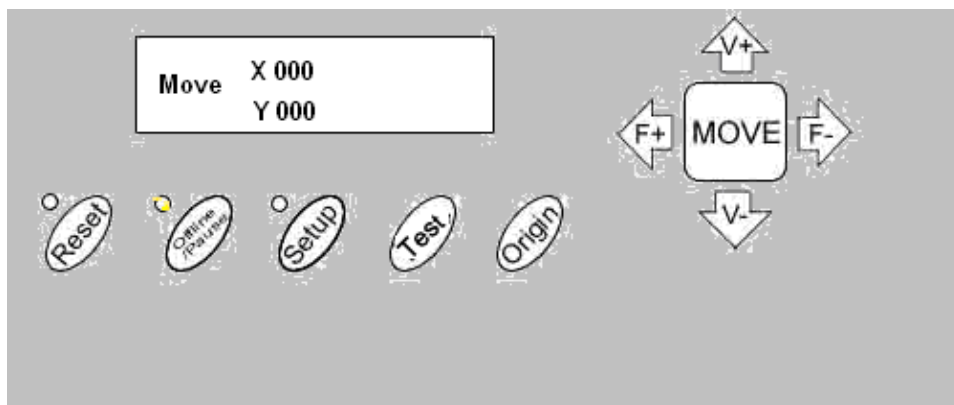 Move X 000
Y 000
V+
F+ MOVE F-
V-
Reset Offline /Pause Setup Test Origin